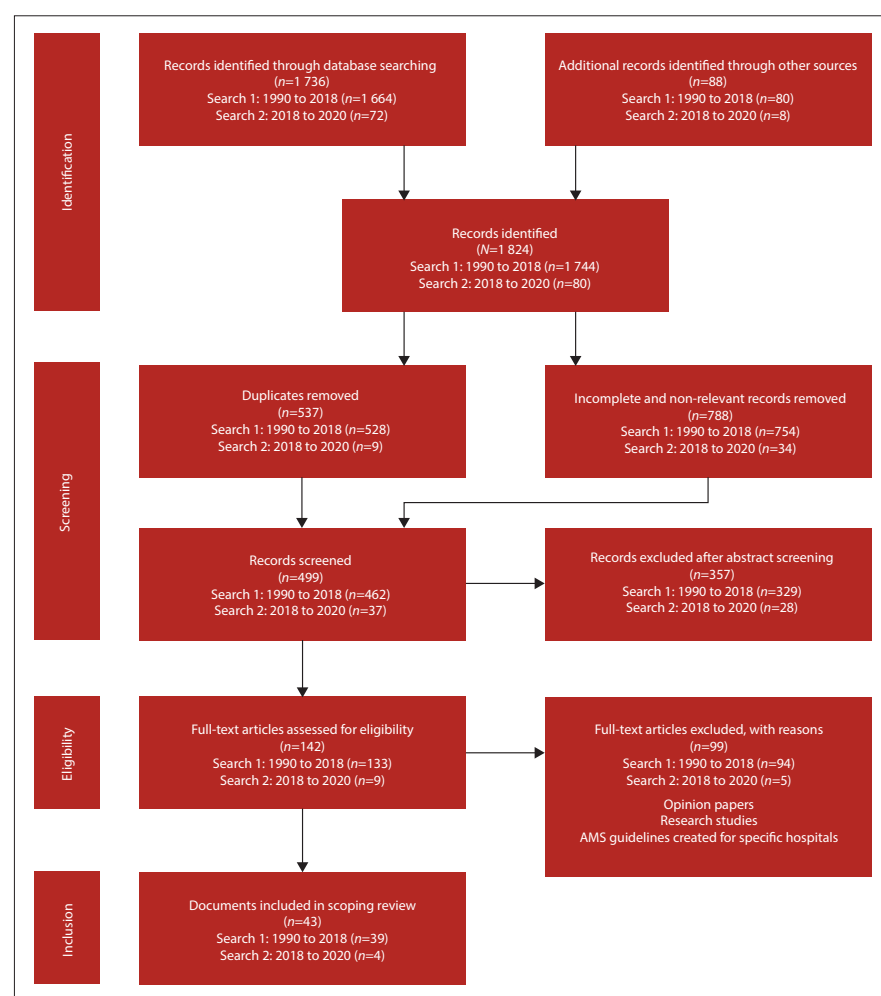 Identification
Records identified through database searching
(n=1 736)
Search 1: 1990 to 2018 (n=1 664)
Search 2: 2018 to 2020 (n=72)
Additional records identified through other sources
(n=88)
Search 1: 1990 to 2018 (n=80)
Search 2: 2018 to 2020 (n=8)
Records identified
(N=1 824)
Search 1: 1990 to 2018 (n=1 744)
Search 2: 2018 to 2020 (n=80)
Screening
Duplicates removed
(n=537)
Search 1: 1990 to 2018 (n=528)
Search 2: 2018 to 2020 (n=9)
Incomplete and non-relevant records removed
(n=788)
Search 1: 1990 to 2018 (n=754)
Search 2: 2018 to 2020 (n=34)
Records screened
(n=499)
Search 1: 1990 to 2018 (n=462)
Search 2: 2018 to 2020 (n=37)
Records excluded after abstract screening
(n=357)
Search 1: 1990 to 2018 (n=329)
Search 2: 2018 to 2020 (n=28)
Eligibility
Full-text articles assessed for eligibility
(n=142)
Search 1: 1990 to 2018 (n=133)
Search 2: 2018 to 2020 (n=9)
Full-text articles excluded, with reasons
(n=99)
Search 1: 1990 to 2018 (n=94)
Search 2: 2018 to 2020 (n=5)
Opinion papers
Research studies
AMS guidelines created for specific hospitals
Inclusion
Documents included in scoping review
(n=43)
Search 1: 1990 to 2018 (n=39)
Search 2: 2018 to 2020 (n=4)